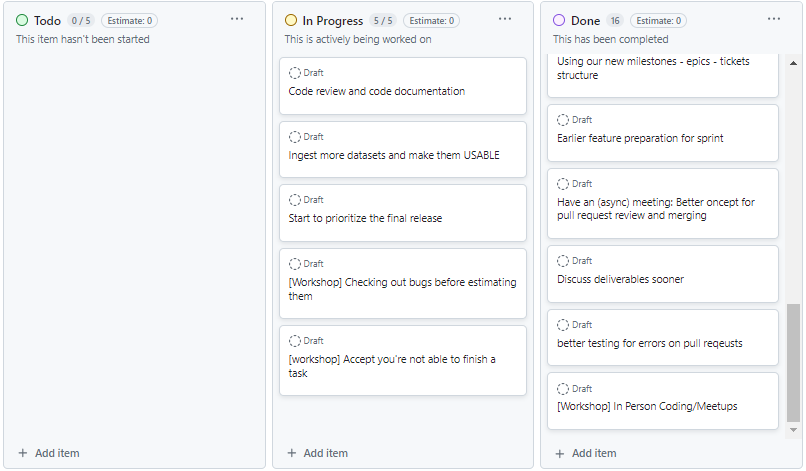 Todo 0 / 5 Estimate: 0
This item hasn't been started
Add item
In Progress 5 / 5 Estimate: 0
This is actively being worked on
Draft
Code review and code documentation
Draft
Ingest more datasets and make them USABLE
Draft
Start to prioritize the final release
Draft
[Workshop] Checking out bugs before estimating
them
Draft
[workshop] Accept you're not able to finish a
task
Add item
Done 16 Estimate: 0
This has been completed
Using our new milestones - epics - tickets
structure
Draft
Earlier feature preparation for sprint
Draft
Have an (async) meeting: Better oncept for
pull request review and merging
Draft
Discuss deliverables sooner
Draft
better testing for errors on pull reqeusts
Draft
[Workshop] In Person Coding/Meetups
Add item